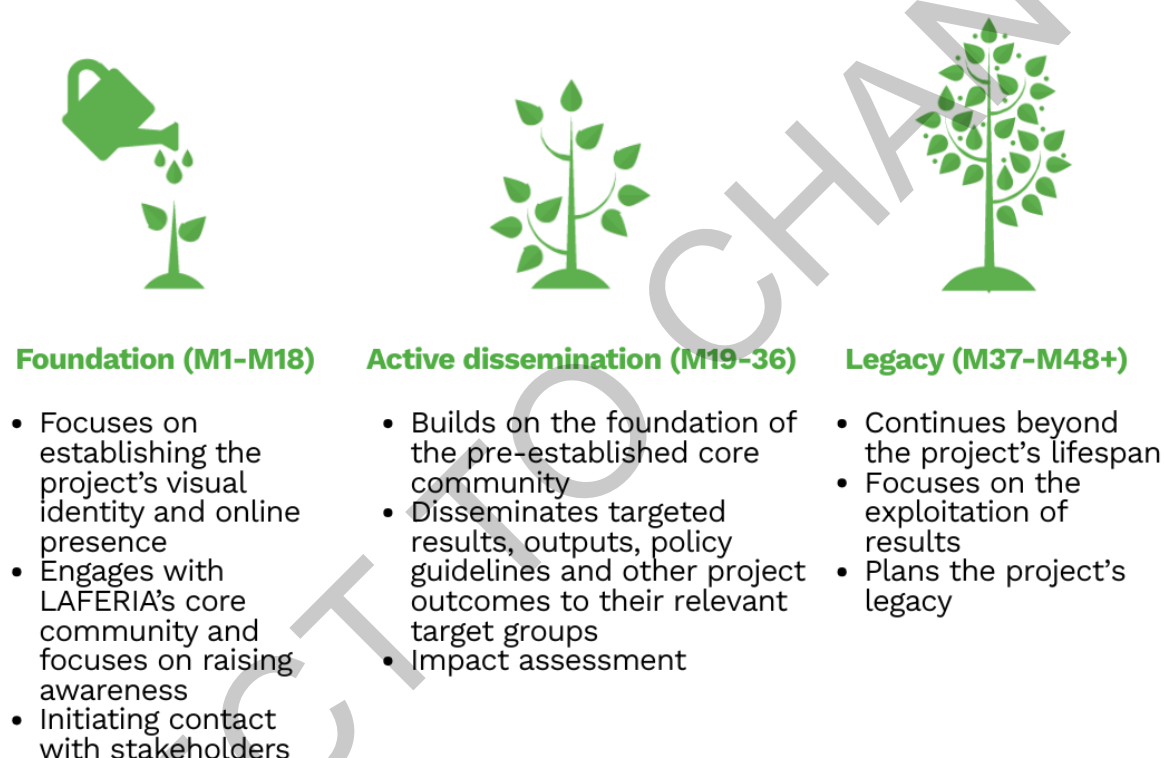 Foundation (M1-M18)
• Focuses on
establishing the
project's visual
identity and online
presence
• Engages with
LAFERIA's core
community and
focuses on raising
awareness
• Initiating contact
with stakeholders
Active dissemination (M19-36)
• Builds on the foundation of
the pre-established core
community
• Disseminates targeted
results, outputs, policy
guidelines and other project
outcomes to their relevant
target groups
• Impact assessment
Legacy (M37-M48+)
• Continues beyond
the project's lifespan
• Focuses on the
exploitation of
results
• Plans the project's
legacy
CT TO CHAN